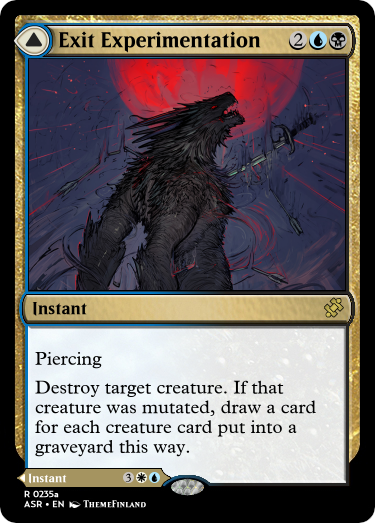 Exit Experimentation 2
Instant
Piercing
Destroy target creature. If that
creature was mutated, draw a card
for each creature card put into a
graveyard this way.
Instant 3
R 0235a
ASR • EN ThemeFinland